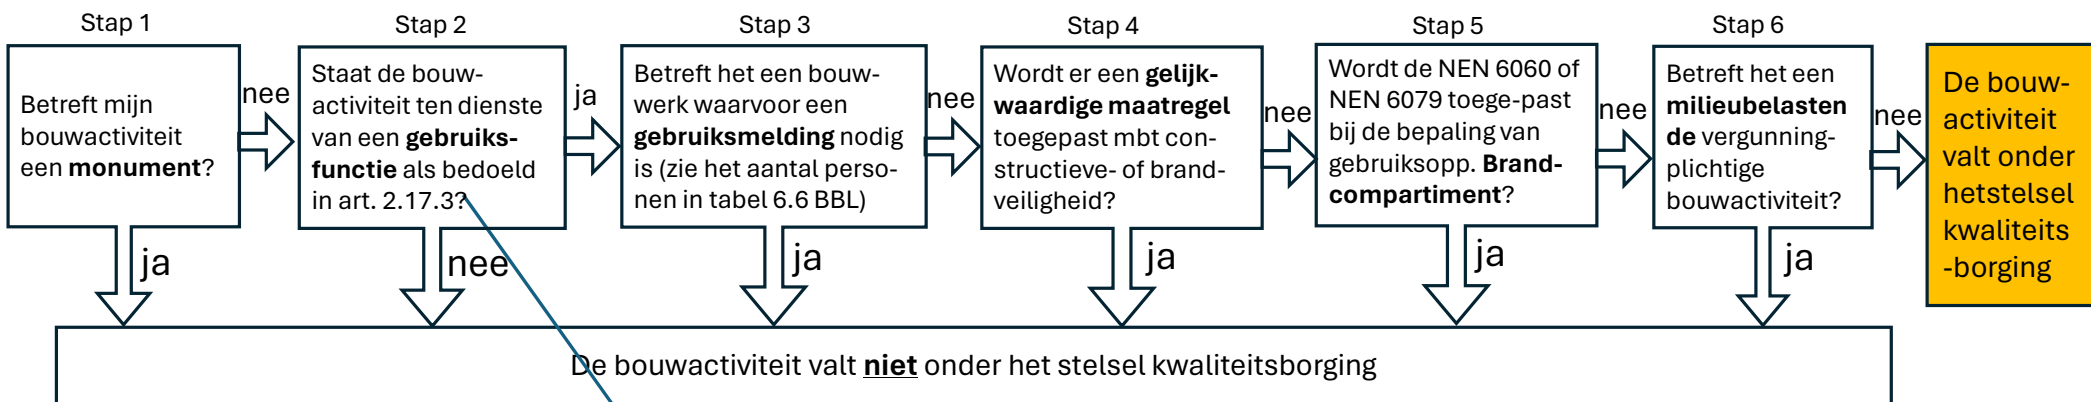 Stap 1
Betreft mijn
bouwactiviteit
een monument?
nee
ja
Stap 2
Staat de bouw-
activiteit ten dienste
van een gebruiks-
functie als bedoeld
in art. 2.17.3?
ja
nee
Stap 3
Betreft het een bouw-
werk waarvoor een
gebruiksmelding nodig
is (zie het aantal perso-
nen in tabel 6.6 BBL)
nee
ja
Stap 4
Wordt er een gelijk-
waardige maatregel
toegepast mbt con-
structieve- of brand-
veiligheid?
nee
ja
Stap 5
Wordt de NEN 6060 of
NEN 6079 toege-past
bij de bepaling van
gebruiksopp. Brand-
compartiment?
nee
ja
Stap 6
Betreft het een
milieubelasten
de vergunning-
plichtige
bouwactiviteit?
nee
ja
De bouw-
activiteit
valt onder
hetstelsel
kwaliteits
-borging
De bouwactiviteit valt niet onder het stelsel kwaliteitsborging